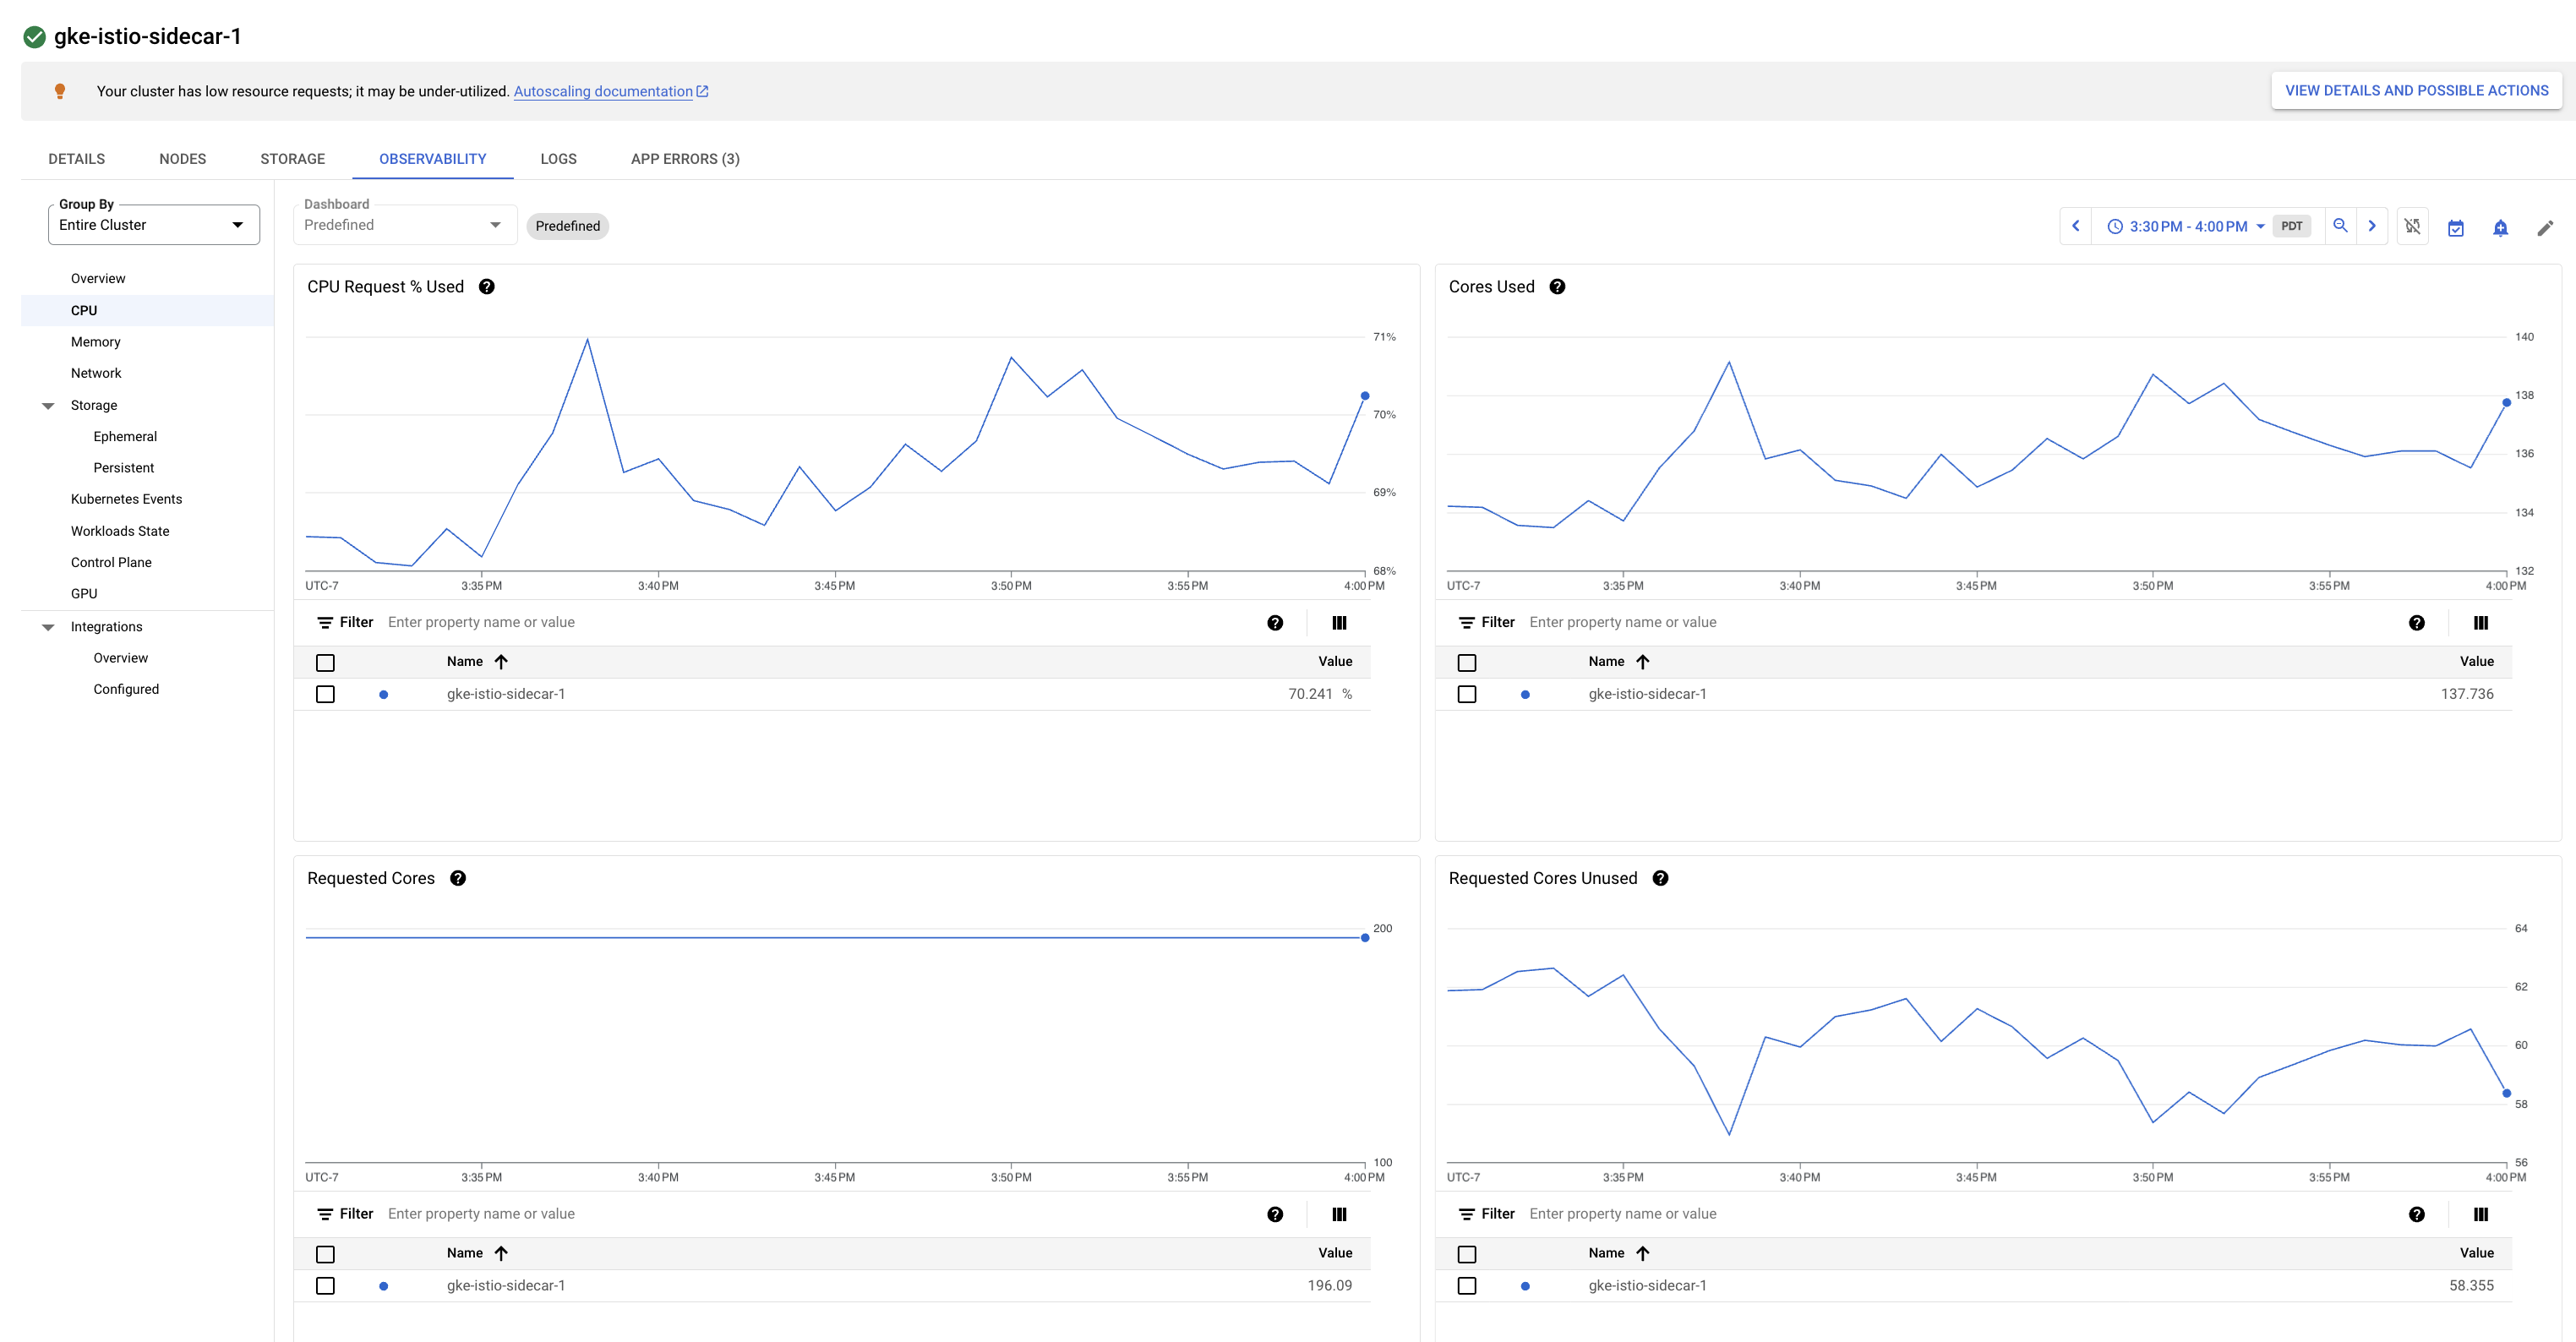 gke-istio-sidecar-1
Your cluster has low resource requests; it may be under-utilized. Autoscaling documentation
VIEW DETAILS AND POSSIBLE ACTIONS
DETAILS NODES STORAGE OBSERVABILITY LOGS APP ERRORS (3)
Group By
Entire Cluster
Overview
CPU
Memory
Network
Storage
Ephemeral
Persistent
Kubernetes Events
Workloads State
Control Plane
GPU
Integrations
Overview
Configured
Dashboard
Predefined
Predefined
3:30 PM - 4:00 PM PDT
CPU Request % Used
71%
70%
69%
68%
UTC-7 3:35 PM 3:40 PM 3:45 PM 3:50 PM 3:55 PM 4:00 PM
Filter Enter property name or value
Name Value
gke-istio-sidecar-1 70.241 %
Cores Used
140
138
136
134
132
UTC-7 3:35 PM 3:40 PM 3:45 PM 3:50 PM 3:55 PM 4:00 PM
Filter Enter property name or value
Name Value
gke-istio-sidecar-1 137.736
Requested Cores
200
100
UTC-7 3:35 PM 3:40 PM 3:45 PM 3:50 PM 3:55 PM 4:00 PM
Filter Enter property name or value
Name Value
gke-istio-sidecar-1 196.09
Requested Cores Unused
64
62
60
58
56
UTC-7 3:35 PM 3:40 PM 3:45 PM 3:50 PM 3:55 PM 4:00 PM
Filter Enter property name or value
Name Value
gke-istio-sidecar-1 58.355